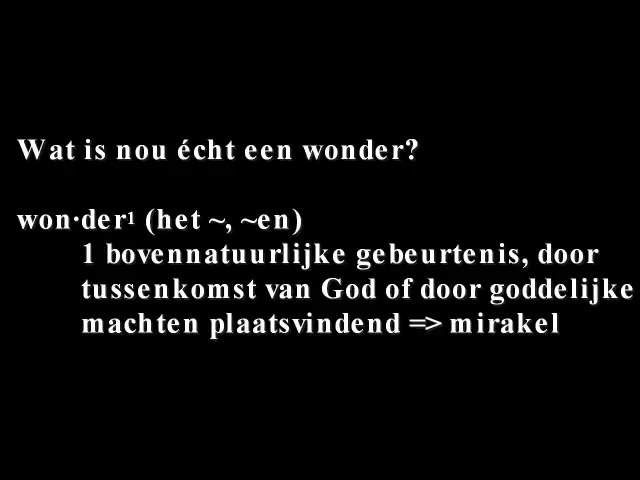 Wat is nou écht een wonder?
won·der¹ (het ~, ~en)
1 bovennatuurlijke gebeurtenis, door
tussenkomst van God of door goddelijke
machten plaatsvindend => mirakel